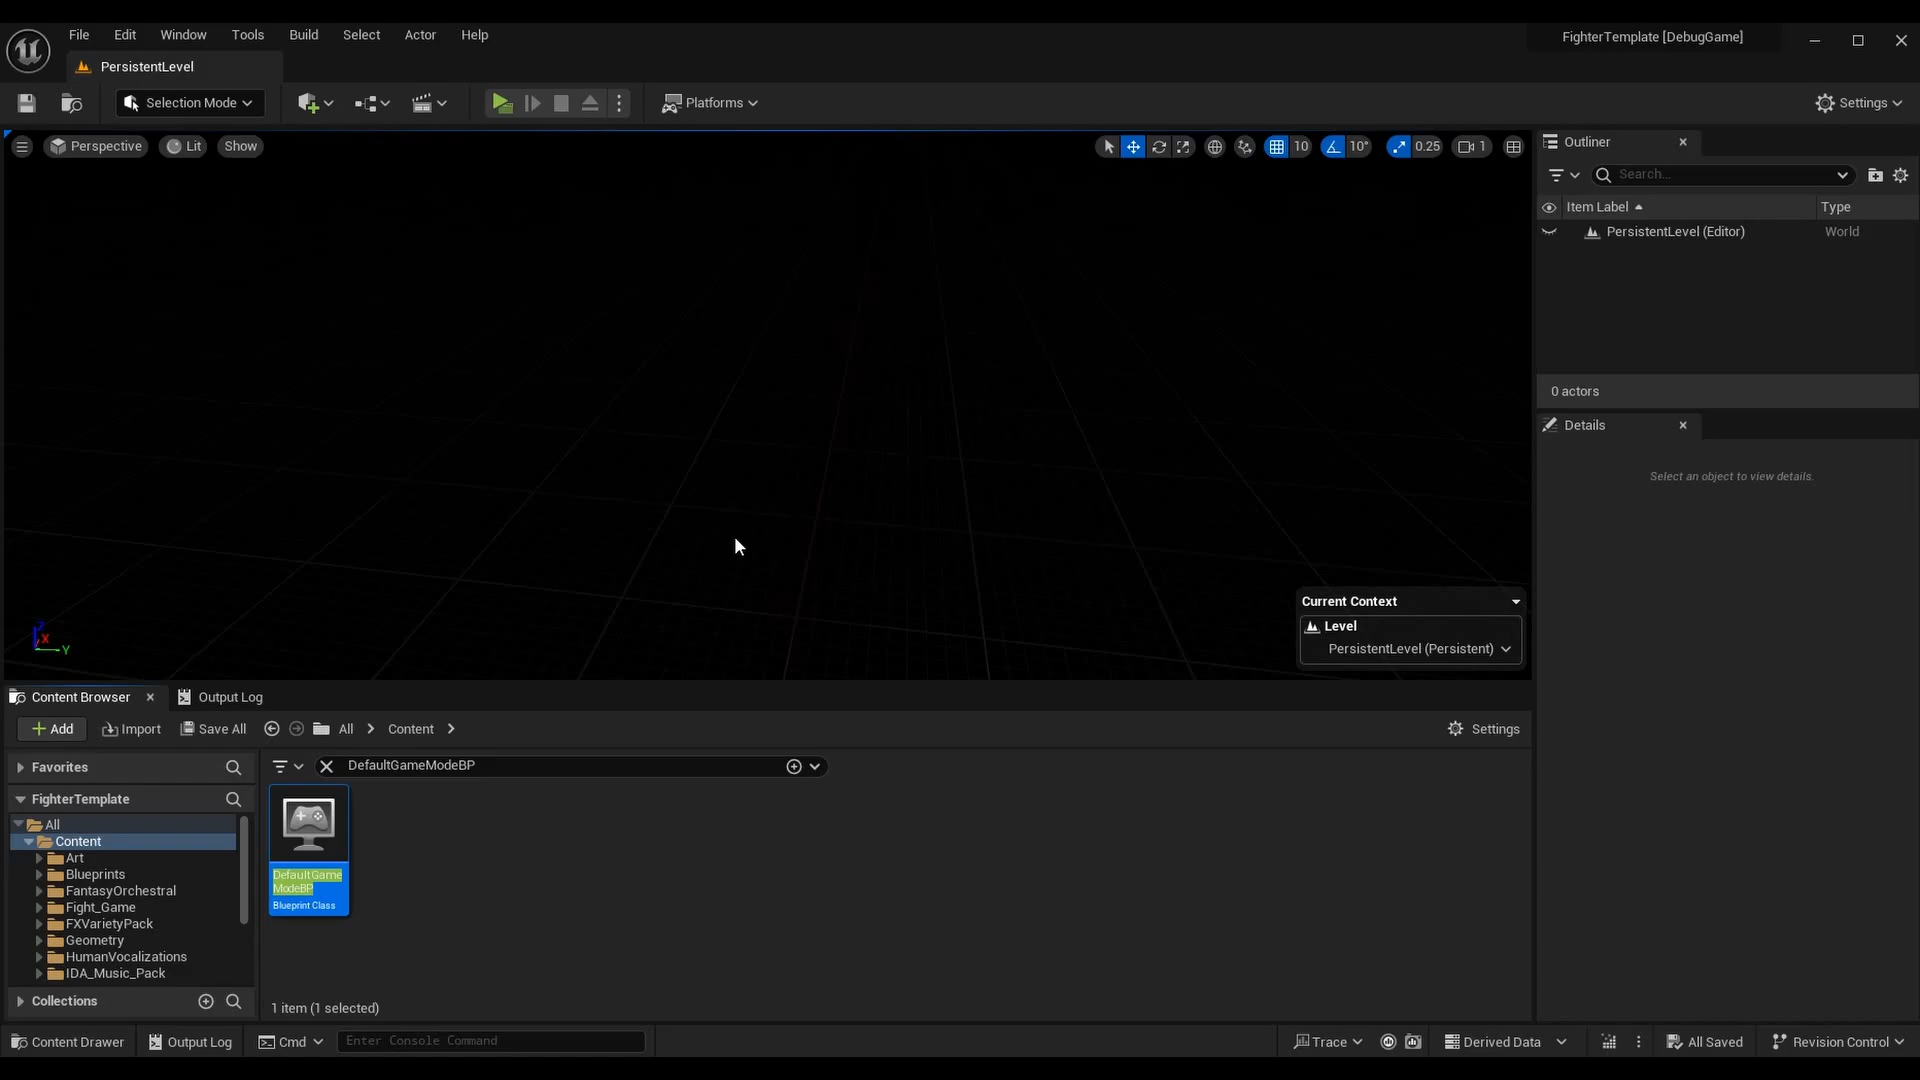 File Edit Window Tools Build Select Actor Help
FighterTemplate [DebugGame]
PersistentLevel
Selection Mode
Platforms
Settings
Perspective
Lit
Show
10
10°
0.25
1
Outliner
Search...
Item Label
Type
PersistentLevel (Editor)
World
0 actors
Details
Select an object to view details.
Current Context
Level
PersistentLevel (Persistent)
Z
X
Y
Content Browser
Output Log
Add
Import
Save All
All
Content
Settings
Favorites
DefaultGameModeBP
FighterTemplate
All
Content
Art
Blueprints
FantasyOrchestral
Fight_Game
FXVarietyPack
Geometry
HumanVocalizations
IDA_Music_Pack
DefaultGame
ModeBP
Blueprint Class
Collections
1 item (1 selected)
Content Drawer
Output Log
Cmd
Enter Console Command
Trace
Derived Data
All Saved
Revision Control